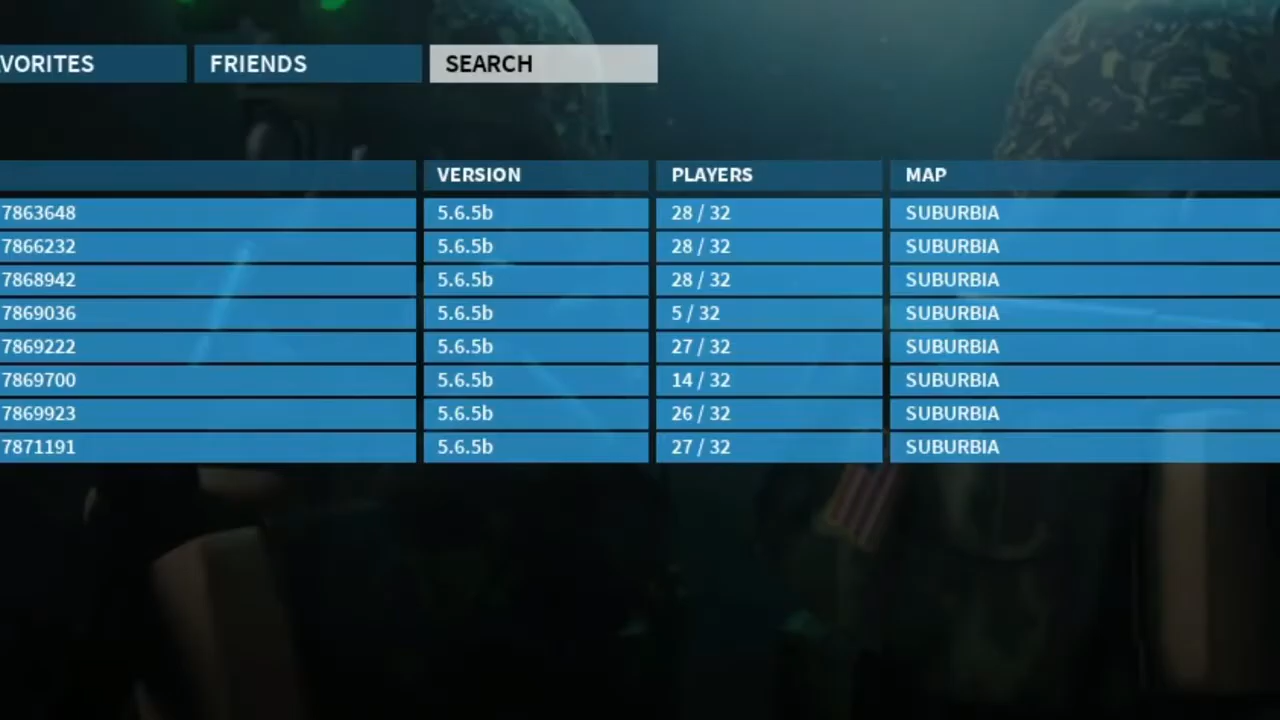 VORITES FRIENDS SEARCH
VERSION PLAYERS MAP
7863648 5.6.5b 28 / 32 SUBURBIA
7866232 5.6.5b 28 / 32 SUBURBIA
7868942 5.6.5b 28 / 32 SUBURBIA
7869036 5.6.5b 5 / 32 SUBURBIA
7869222 5.6.5b 27 / 32 SUBURBIA
7869700 5.6.5b 14 / 32 SUBURBIA
7869923 5.6.5b 26 / 32 SUBURBIA
7871191 5.6.5b 27 / 32 SUBURBIA